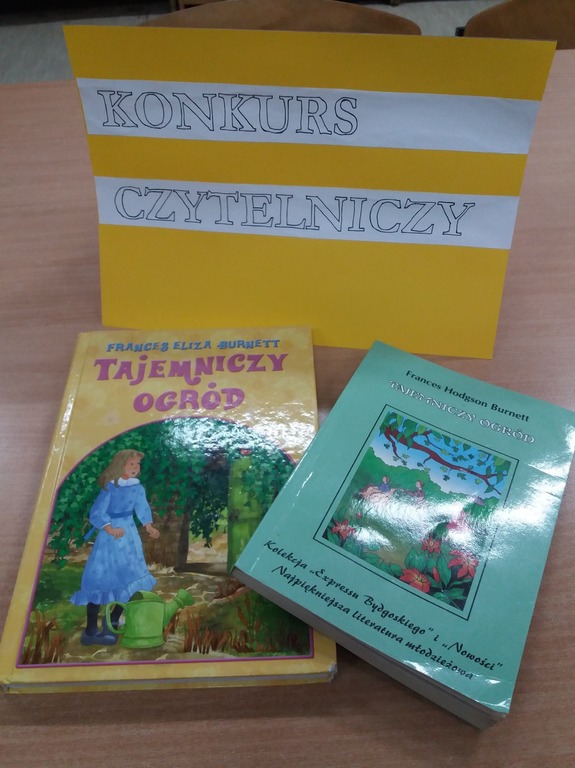 KONKURS
CZYTELNICZY
FRANCES ELIZA BURNETT
TAJEMNICZY
OGRÓD
Frances Hodgson Burnett
TAJEMNICZY OGRÓD
Kolekcja „Expressu Bydgoskiego" i „Nowości"
Najpiękniejsza literatura młodzieżowa